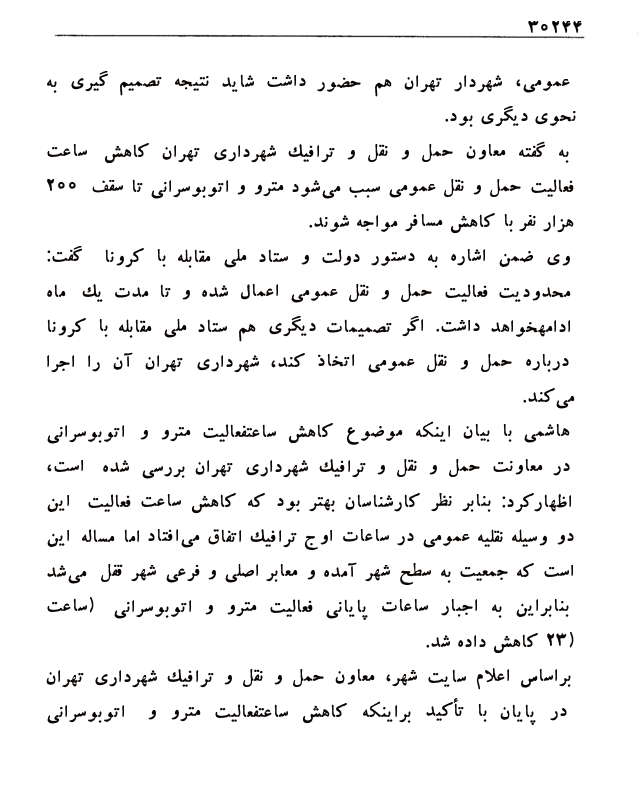 ۳۰۲۴۴
عمومی، شهردار تهران هم حضور داشت شاید نتیجه تصمیم گیری به
نحوی دیگری بود.
به گفته معاون حمل و نقل و ترافیك شهرداری تهران کاهش ساعت
فعالیت حمل و نقل عمومی سبب می‌شود مترو و اتوبوسرانی تا سقف ۲۰۰
هزار نفر با کاهش مسافر مواجه شوند.
وی ضمن اشاره به دستور دولت و ستاد ملی مقابله با کرونا گفت:
محدودیت فعالیت حمل و نقل عمومی اعمال شده و تا مدت یك ماه
ادامهخواهد داشت. اگر تصمیمات دیگری هم ستاد ملی مقابله با کرونا
درباره حمل و نقل عمومی اتخاذ کند، شهرداری تهران آن را اجرا
می‌کند.
هاشمی با بیان اینکه موضوع کاهش ساعتفعالیت مترو و اتوبوسرانی
در معاونت حمل و نقل و ترافیك شهرداری تهران بررسی شده است،
اظهارکرد: بنابر نظر کارشناسان بهتر بود که کاهش ساعت فعالیت این
دو وسیله نقلیه عمومی در ساعات اوج ترافیك اتفاق می‌افتاد اما مساله این
است که جمعیت به سطح شهر آمده و معابر اصلی و فرعی شهر قفل می‌شد
بنابراین به اجبار ساعات پایانی فعالیت مترو و اتوبوسرانی (ساعت
۲۳) کاهش داده شد.
براساس اعلام سایت شهر، معاون حمل و نقل و ترافیك شهرداری تهران
در پایان با تأکید براینکه کاهش ساعتفعالیت مترو و اتوبوسرانی